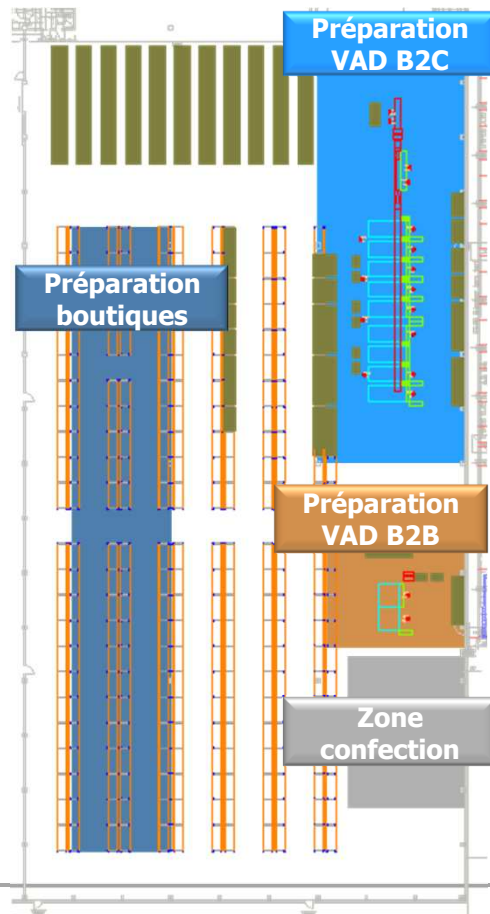 Préparation
VAD B2C
Préparation
boutiques
Préparation
VAD B2B
Zone
confection